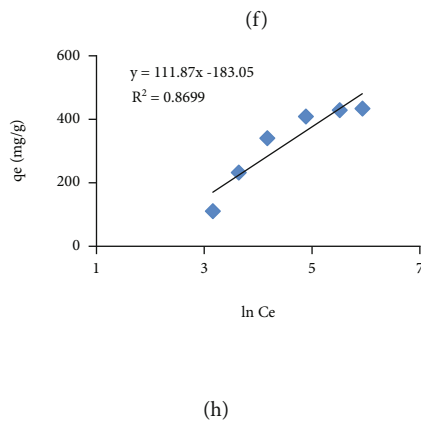 (f)
600
400
200
0
qe (mg/g)
y = 111.87x -183.05
R² = 0.8699
1 3 5 7
ln Ce
(h)